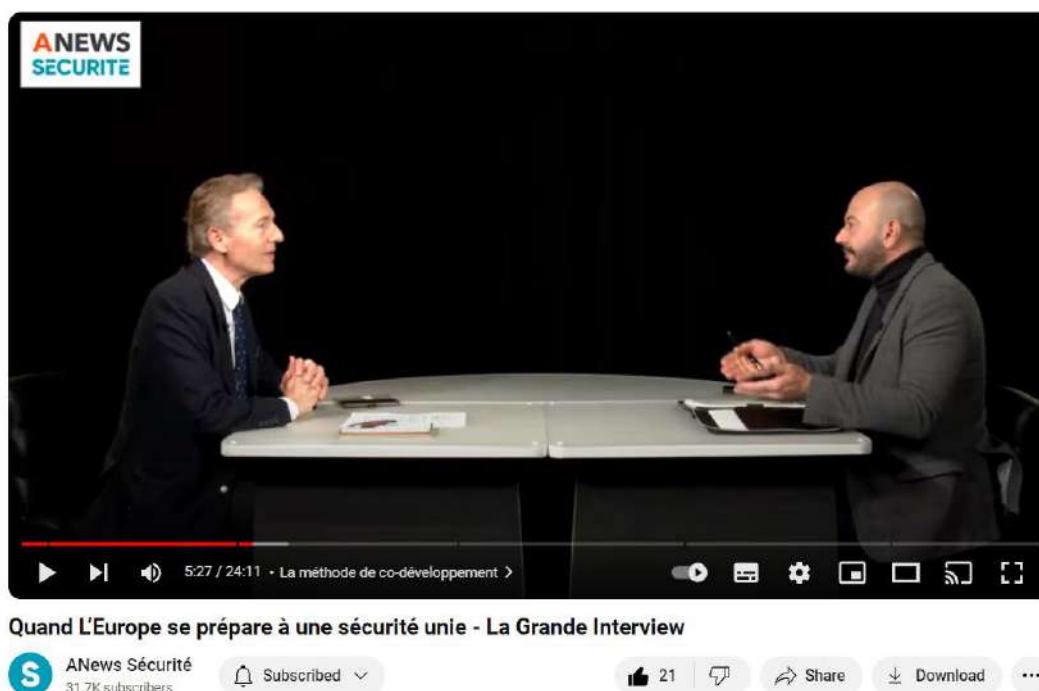 ANEWS
SECURITE
5:27 / 24:11 • La méthode de co-développement >
Quand L'Europe se prépare à une sécurité unie - La Grande Interview
S
ANews Sécurité
Subscribed
21
Share
Download
31.7K subscribers